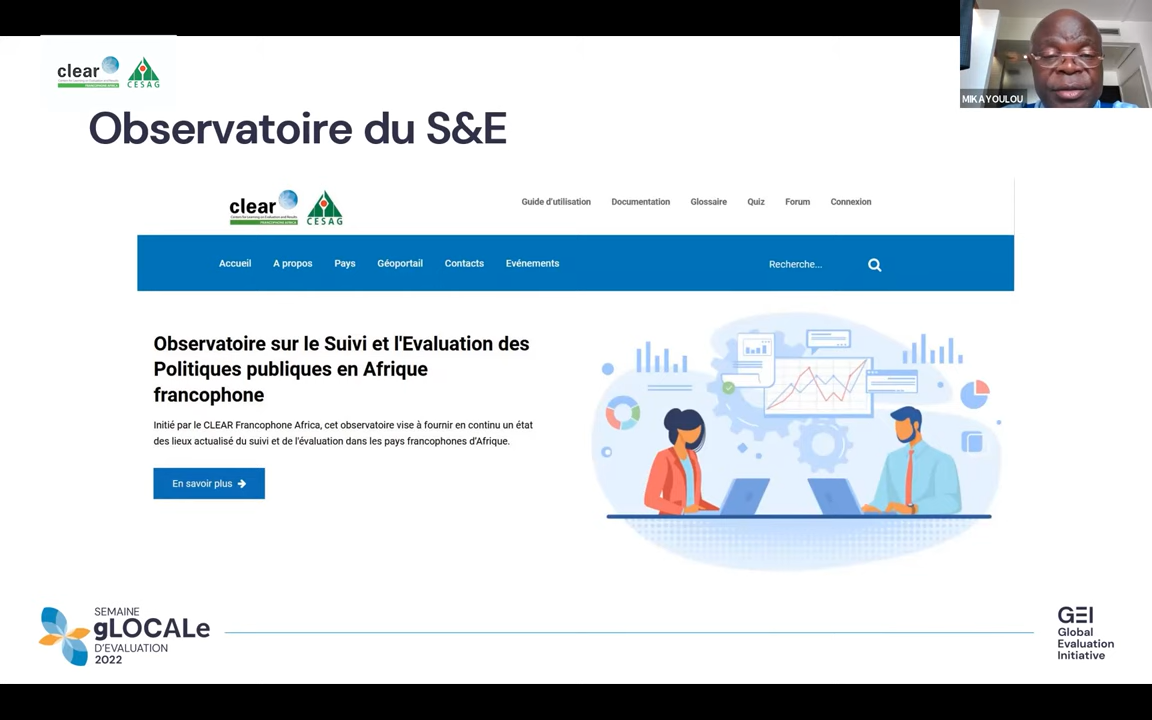 clear
CESAG
MIKAYOULOU
Observatoire du S&E
clear
CESAG
Guide d'utilisation Documentation Glossaire Quiz Forum Connexion
Accueil A propos Pays Géoportail Contacts Evénements Recherche...
Observatoire sur le Suivi et l'Evaluation des
Politiques publiques en Afrique
francophone
Initié par le CLEAR Francophone Africa, cet observatoire vise à fournir en continu un état
des lieux actualisé du suivi et de l'évaluation dans les pays francophones d'Afrique.
En savoir plus
SEMAINE
gLOCALe
D'EVALUATION
2022
GEI
Global
Evaluation
Initiative